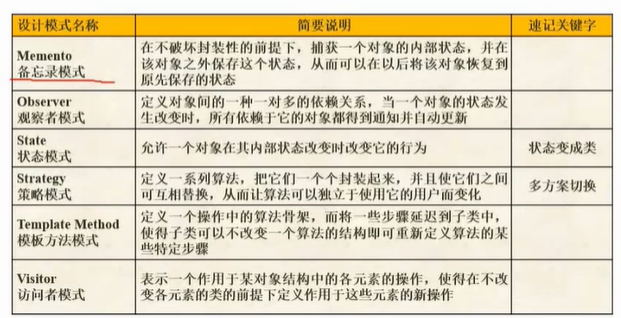 设计模式名称 简要说明 速记关键字
Memento
备忘录模式
在不破坏封装性的前提下，捕获一个对象的内部状态，并在
该对象之外保存这个状态，从而可以在以后将该对象恢复到
原先保存的状态
Observer
观察者模式
定义对象间的一种一对多的依赖关系，当一个对象的状态发
生改变时，所有依赖于它的对象都得到通知并自动更新
State
状态模式
允许一个对象在其内部状态改变时改变它的行为
状态变成类
Strategy
策略模式
定义一系列算法，把它们一个个封装起来，并且使它们之间
可互相替换，从而让算法可以独立于使用它的用户而变化
多方案切换
Template Method
模板方法模式
定义一个操作中的算法骨架，而将一些步骤延迟到子类中，
使得子类可以不改变一个算法的结构即可重新定义算法的某
些特定步骤
Visitor
访问者模式
表示一个作用于某对象结构中的各元素的操作，使得在不改
变各元素的类的前提下定义作用于这些元素的新操作